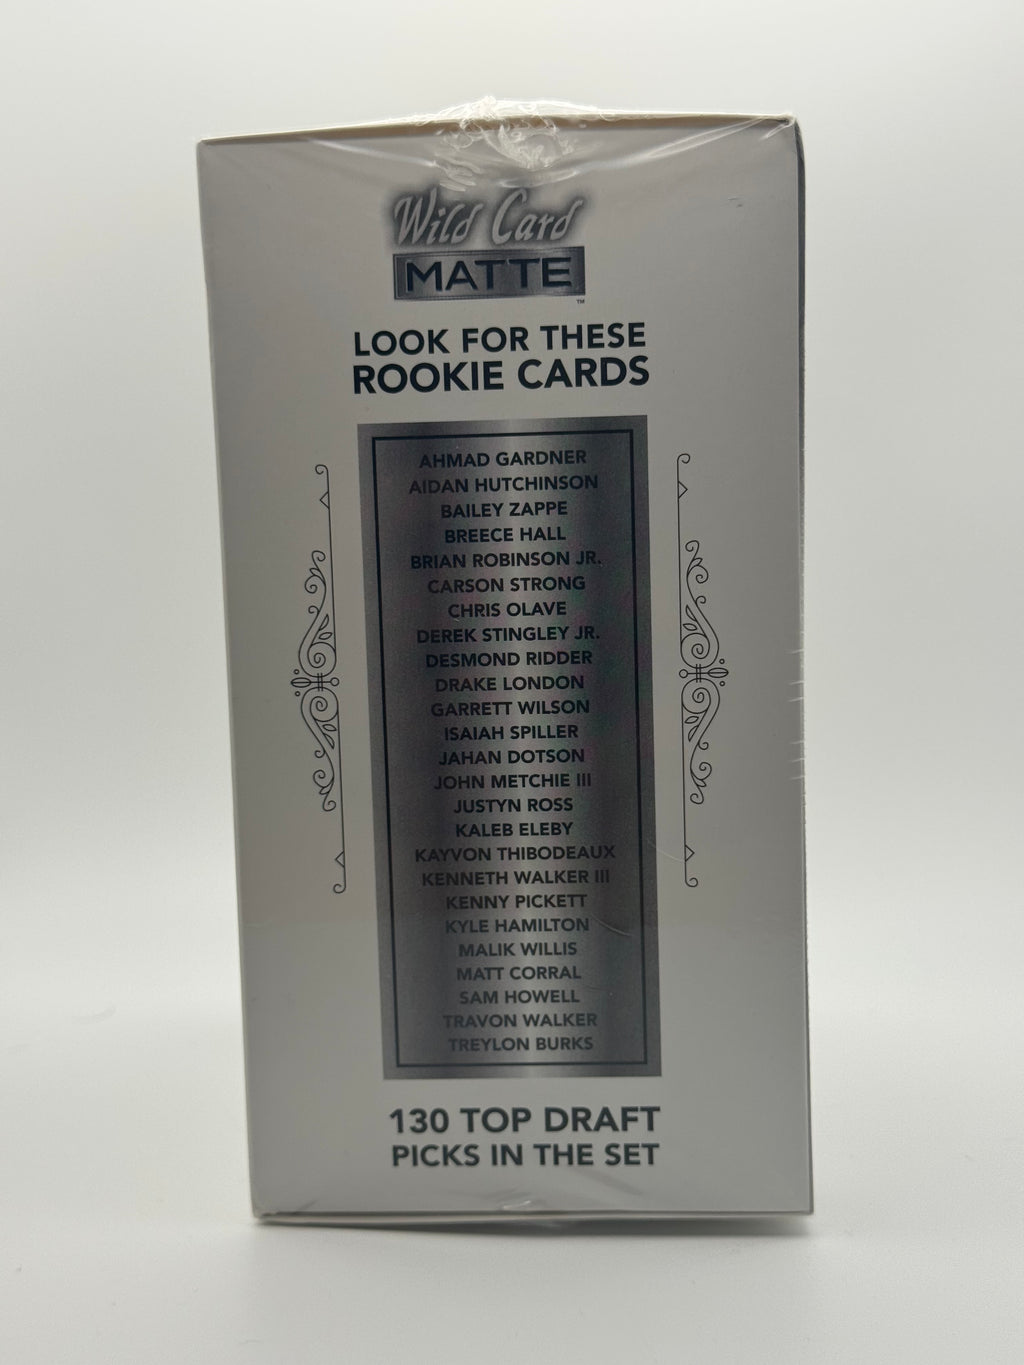 Wild Card
MATTE
™
LOOK FOR THESE
ROOKIE CARDS
AHMAD GARDNER
AIDAN HUTCHINSON
BAILEY ZAPPE
BREECE HALL
BRIAN ROBINSON JR.
CARSON STRONG
CHRIS OLAVE
DEREK STINGLEY JR.
DESMOND RIDDER
DRAKE LONDON
GARRETT WILSON
ISAIAH SPILLER
JAHAN DOTSON
JOHN METCHIE III
JUSTYN ROSS
KALEB ELEBY
KAYVON THIBODEAUX
KENNETH WALKER III
KENNY PICKETT
KYLE HAMILTON
MALIK WILLIS
MATT CORRAL
SAM HOWELL
TRAVON WALKER
TREYLON BURKS
130 TOP DRAFT
PICKS IN THE SET